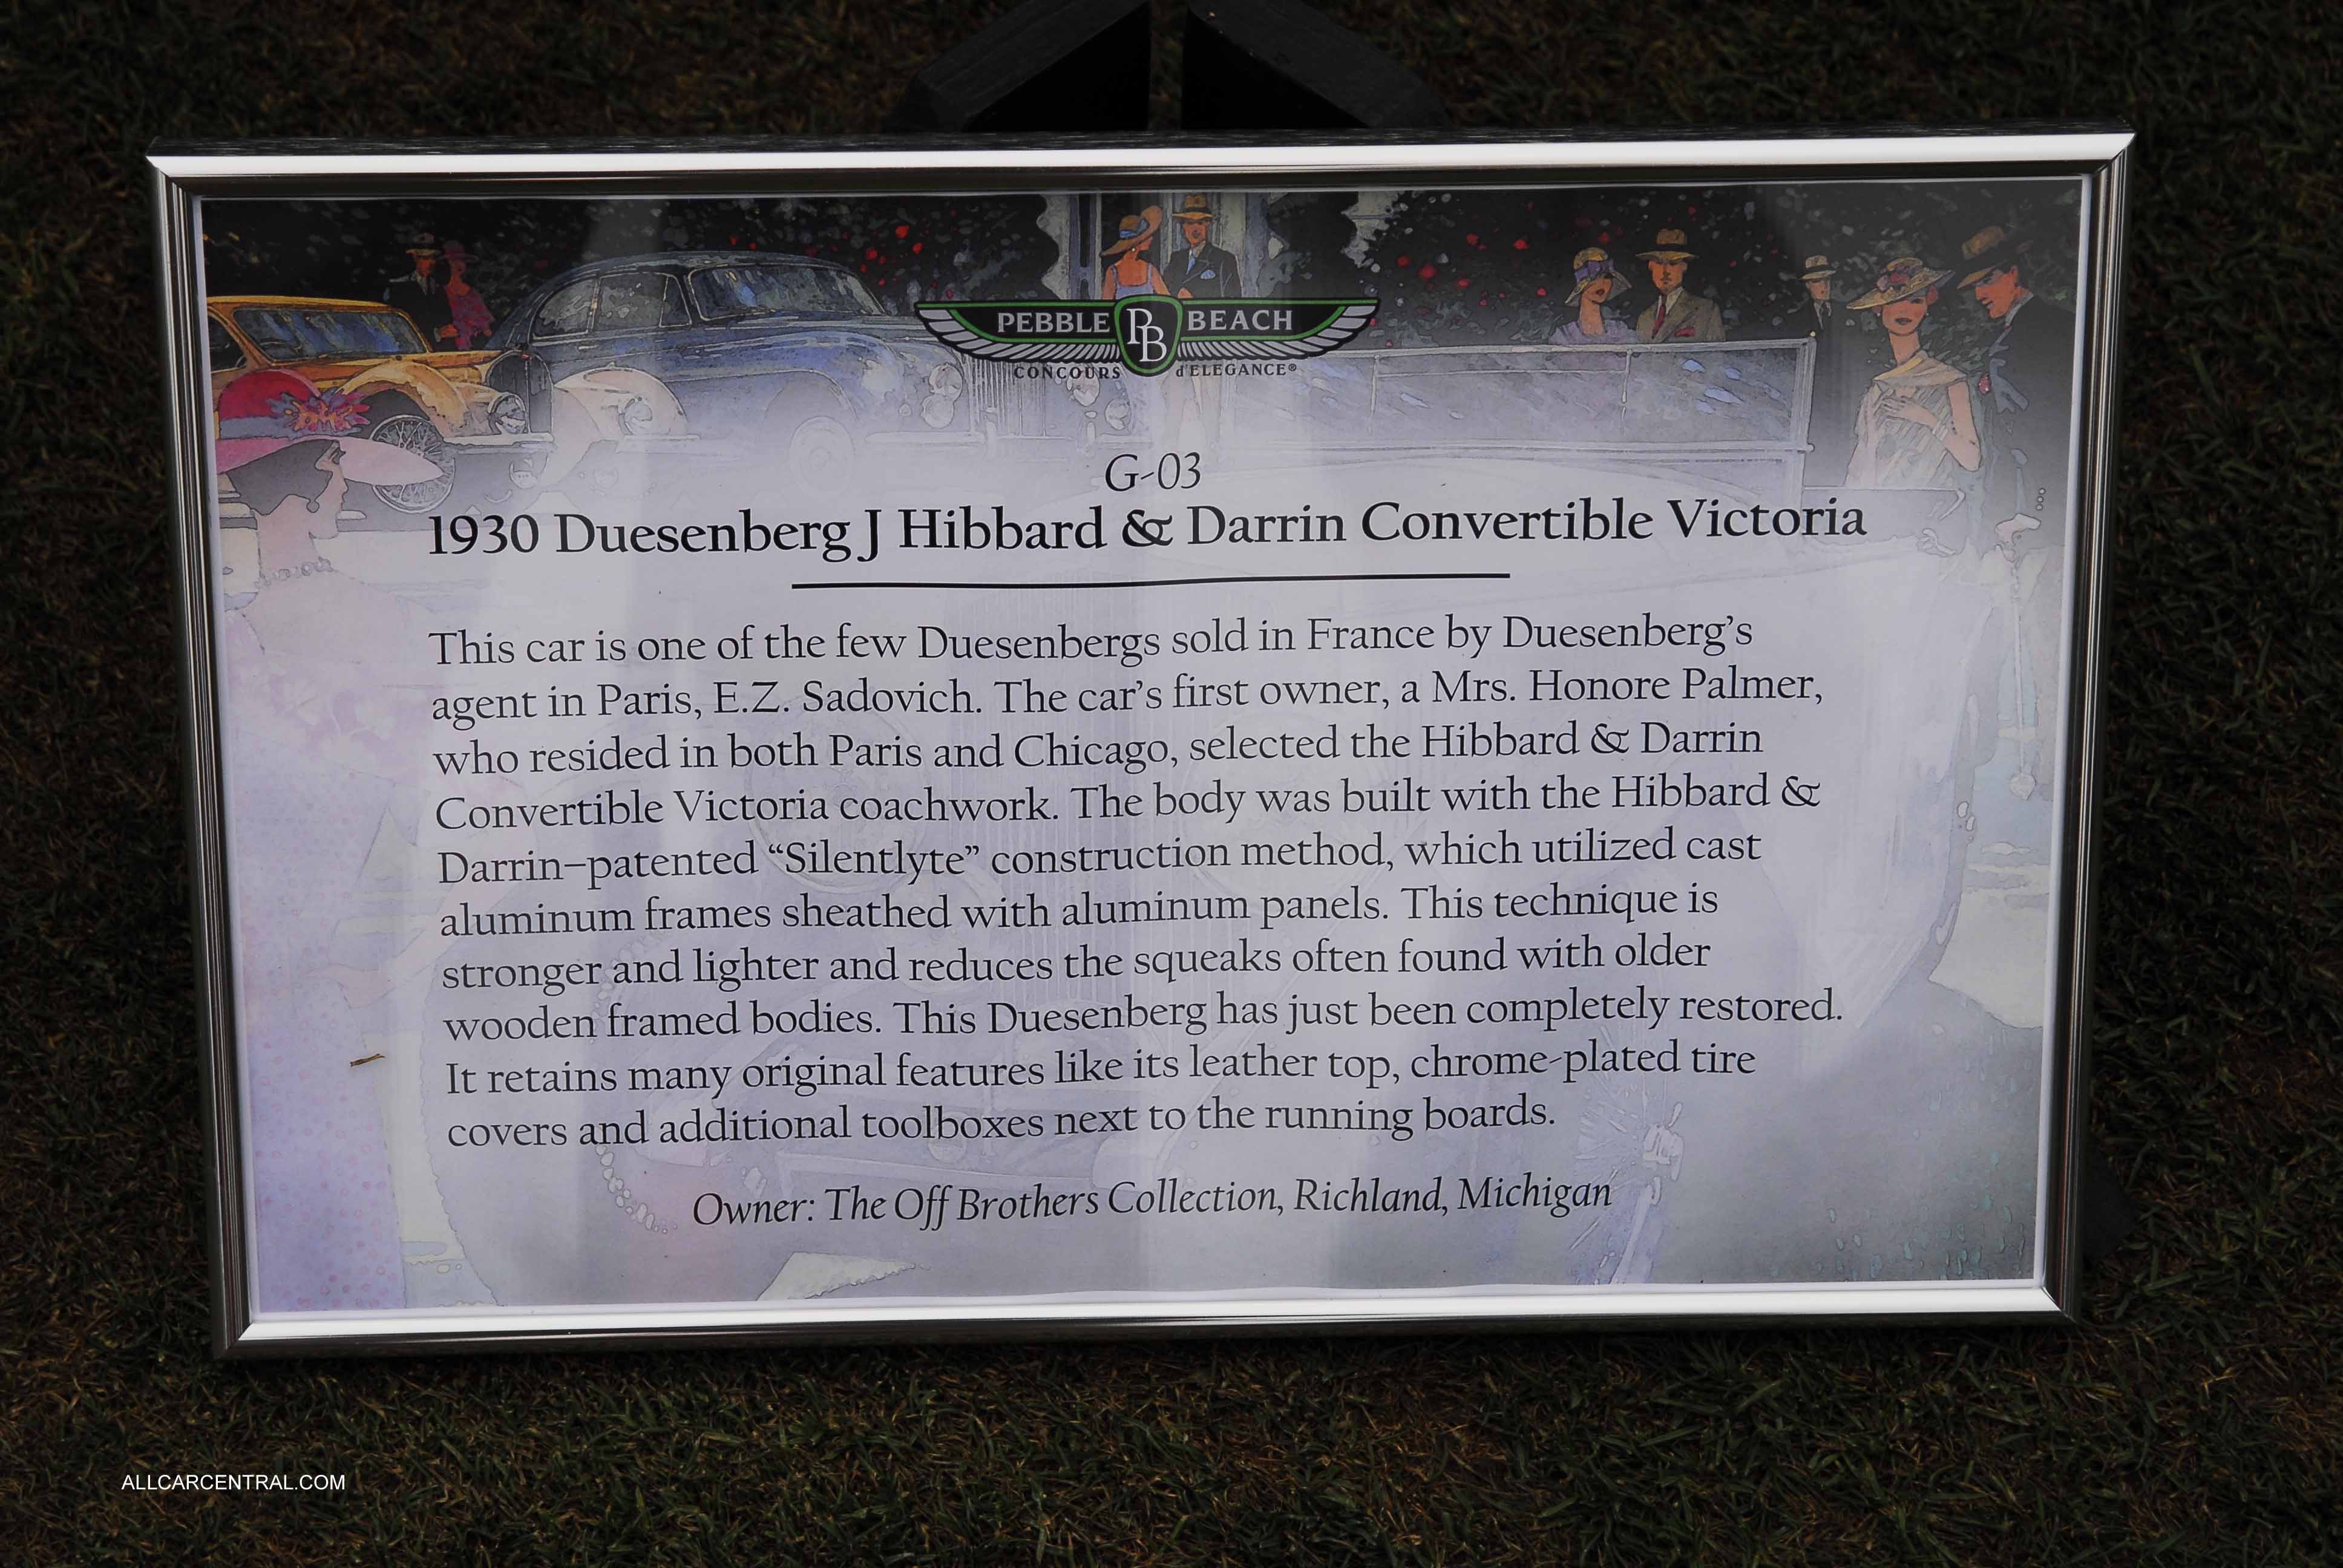 PEBBLE PB BEACH
CONCOURS d'ELEGANCE®
G-03
1930 Duesenberg J Hibbard & Darrin Convertible Victoria
This car is one of the few Duesenbergs sold in France by Duesenberg's
agent in Paris, E.Z. Sadovich. The car's first owner, a Mrs. Honore Palmer,
who resided in both Paris and Chicago, selected the Hibbard & Darrin
Convertible Victoria coachwork. The body was built with the Hibbard &
Darrin–patented “Silentlyte” construction method, which utilized cast
aluminum frames sheathed with aluminum panels. This technique is
stronger and lighter and reduces the squeaks often found with older
wooden framed bodies. This Duesenberg has just been completely restored.
It retains many original features like its leather top, chrome-plated tire
covers and additional toolboxes next to the running boards.
Owner: The Off Brothers Collection, Richland, Michigan
ALLCARCENTRAL.COM